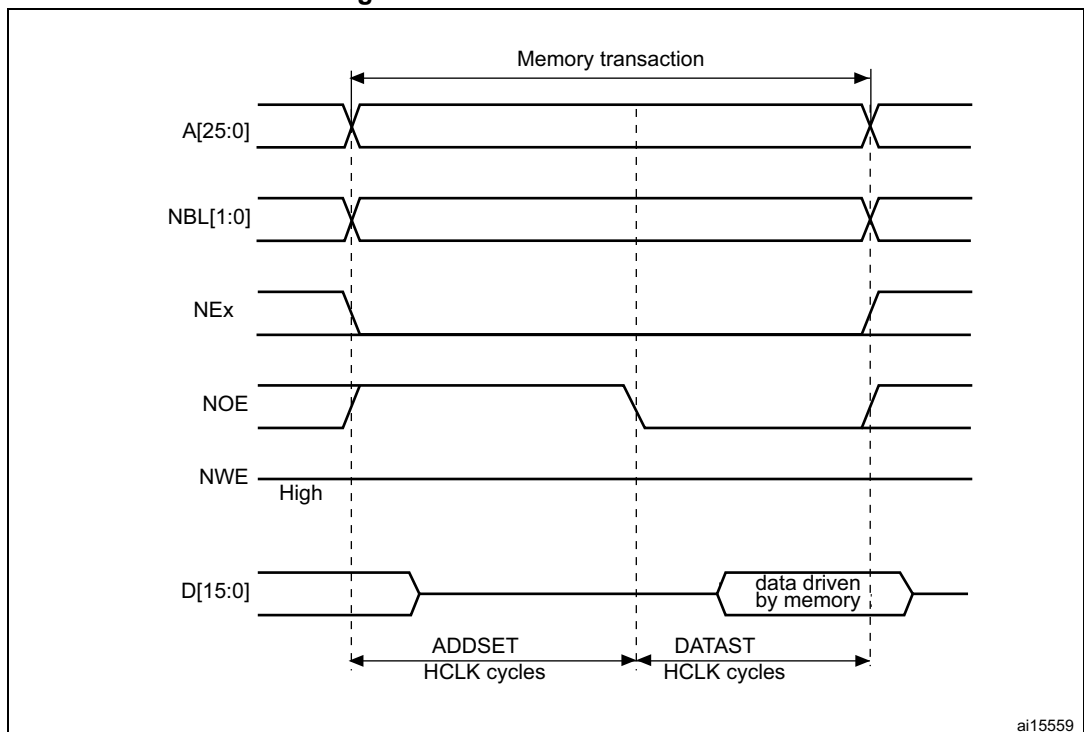 Memory transaction
A[25:0]
NBL[1:0]
NEx
NOE
NWE
High
D[15:0]
data driven
by memory
ADDSET
DATAST
HCLK cycles
HCLK cycles
ai15559